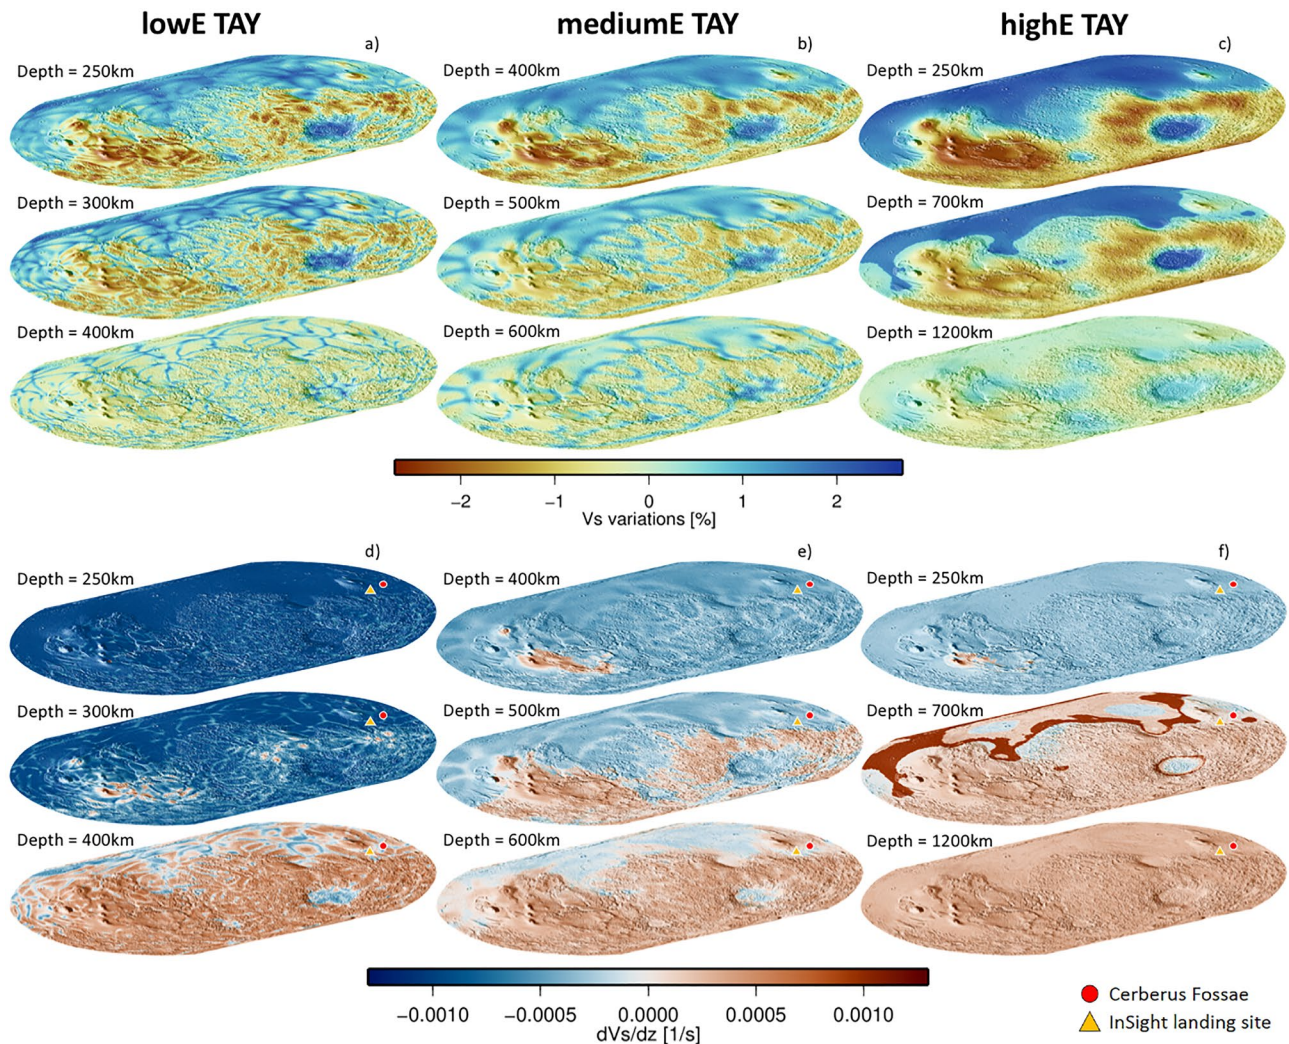 lowE TAY mediumE TAY highE TAY
a) b) c)
Depth = 250km Depth = 400km Depth = 250km
Depth = 300km Depth = 500km Depth = 700km
Depth = 400km Depth = 600km Depth = 1200km
−2 −1 0 1 2
Vs variations [%]
d) e) f)
Depth = 250km Depth = 400km Depth = 250km
Depth = 300km Depth = 500km Depth = 700km
Depth = 400km Depth = 600km Depth = 1200km
−0.0010 −0.0005 0.0000 0.0005 0.0010
dVs/dz [1/s]
Cerberus Fossae
InSight landing site